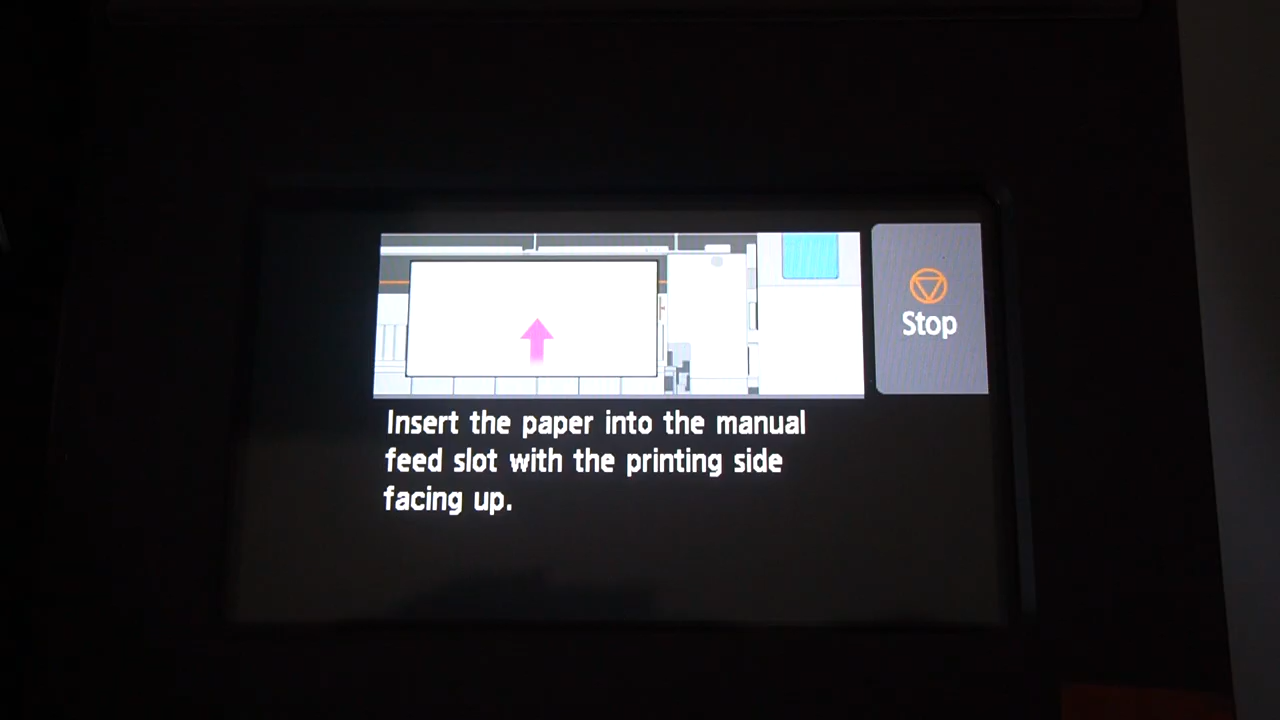 Stop
Insert the paper into the manual
feed slot with the printing side
facing up.